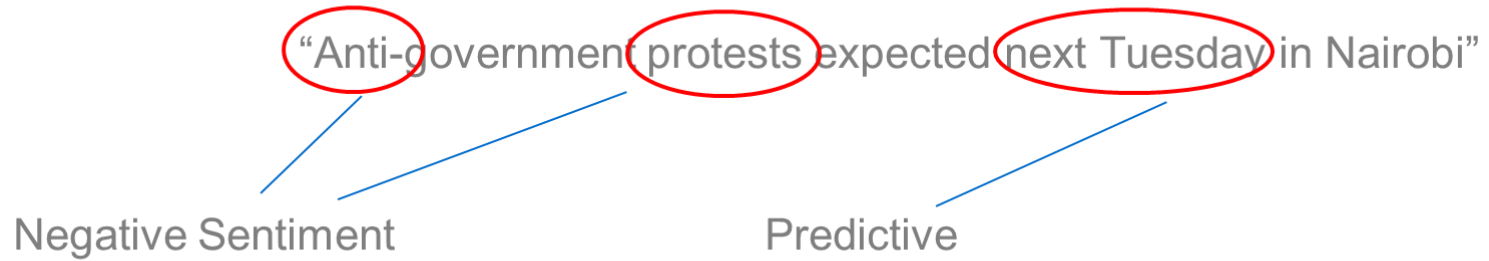 “Anti-government protests expected next Tuesday in Nairobi”
Negative Sentiment
Predictive